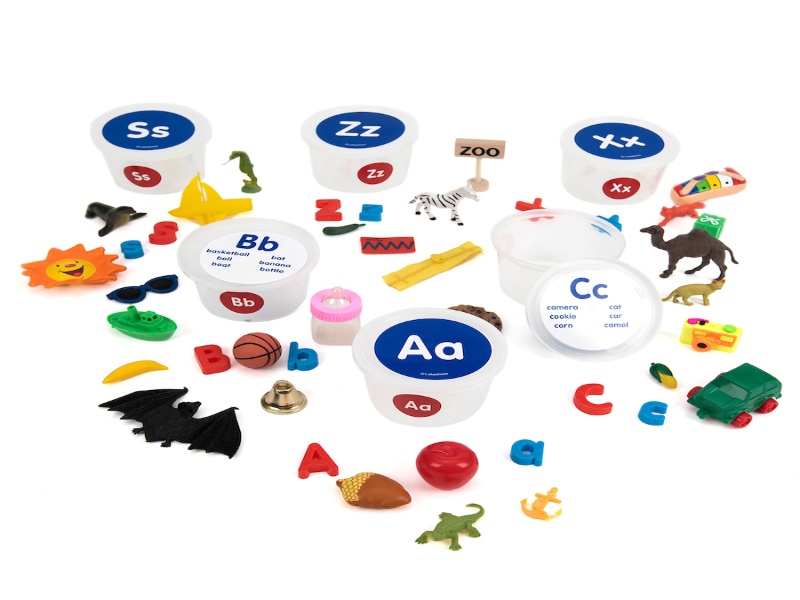 Ss
Ss
Zz
Zz
ZOO
Xx
Xx
Z
z
S
s
Bb
basketball bat
bell banana
boat bottle
Bb
Cc
camera cat
cookie car
corn camel
Aa
Aa
B
b
C
c
A
a